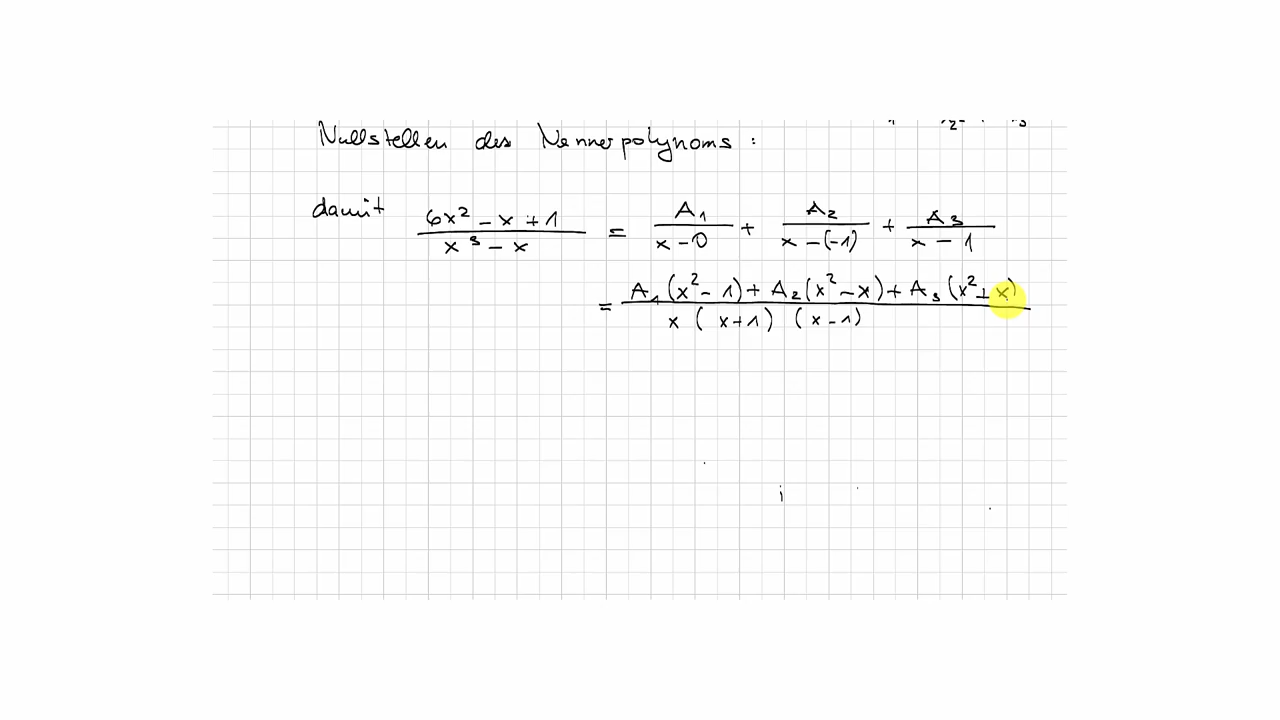 Nullstellen des Nennerpolynoms :
damit (6x² - x + 1)/(x³ - x) = A₁/(x - 0) + A₂/(x - (-1)) + A₃/(x - 1)
= (A₁(x² - 1) + A₂(x² - x) + A₃(x² + x))/(x (x+1) (x-1))